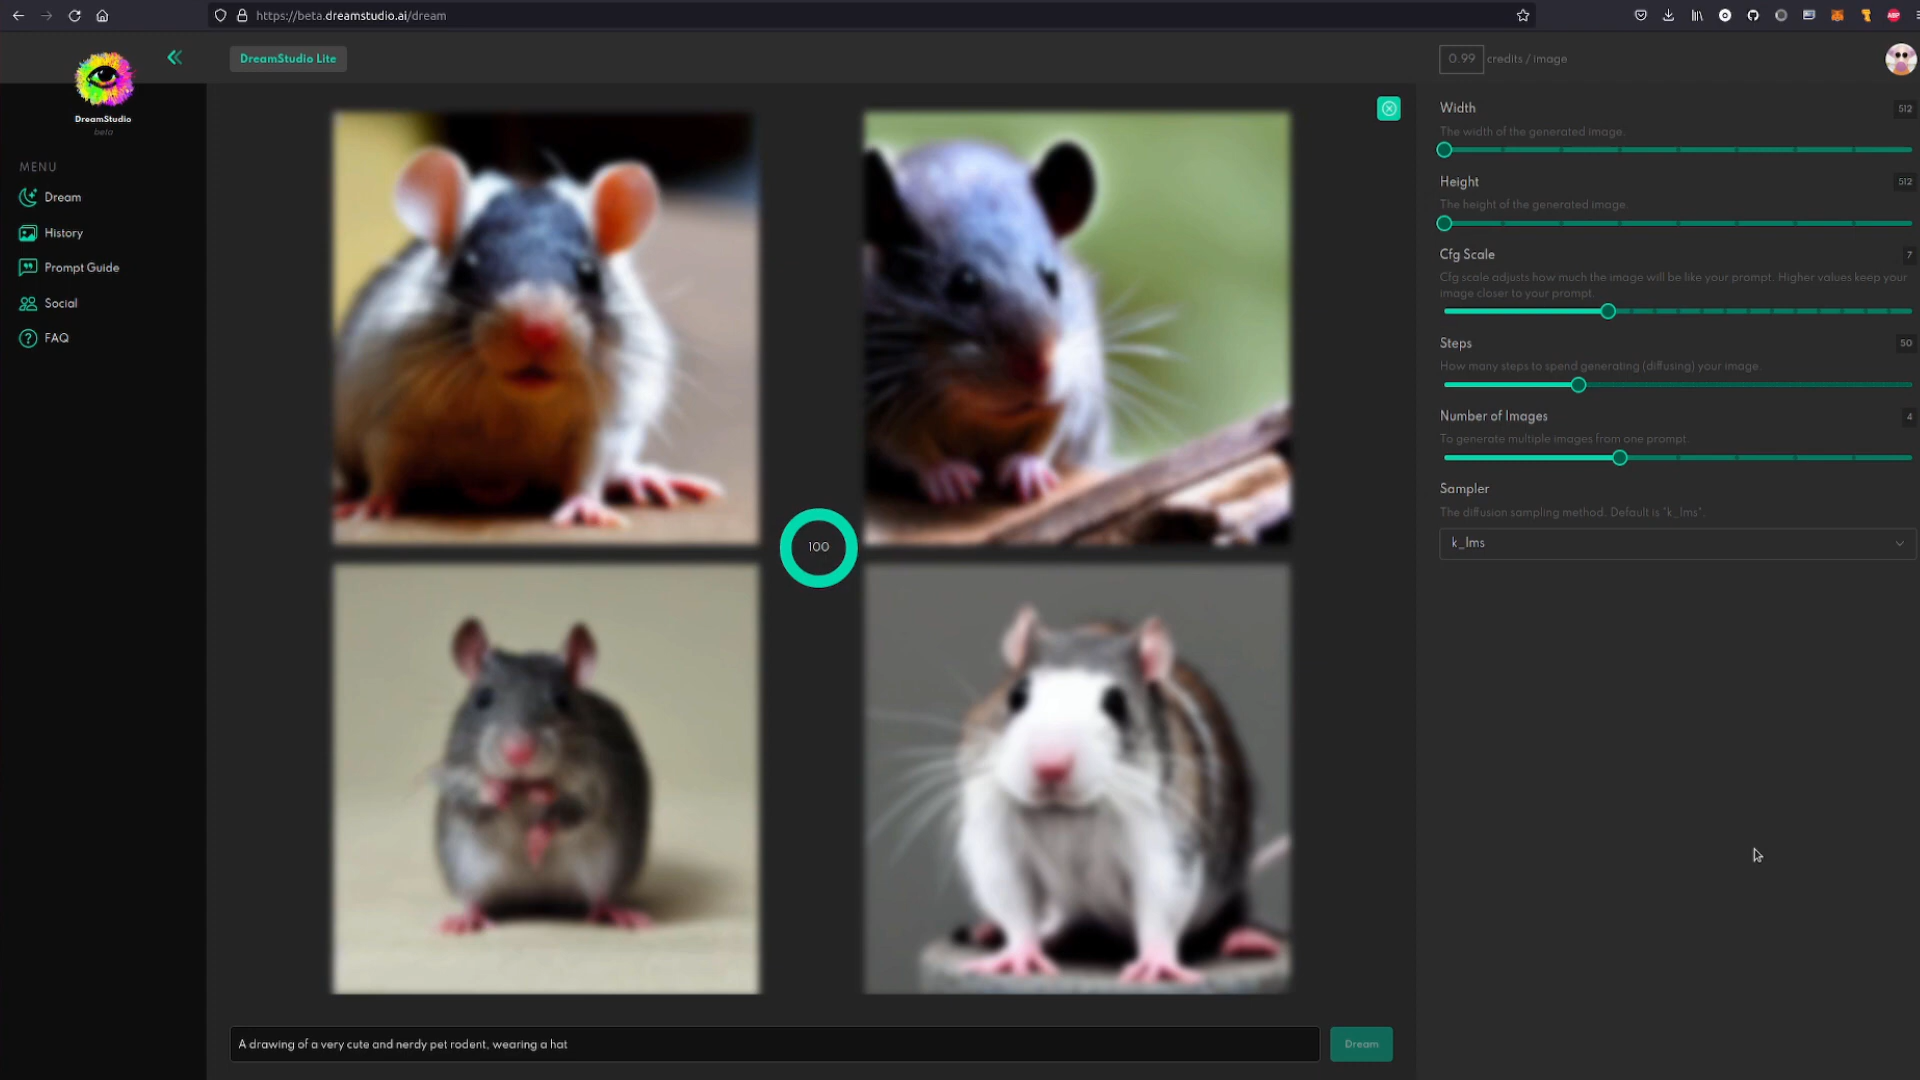 https://beta.dreamstudio.ai/dream
DreamStudio Lite
0.99 credits / image
DreamStudio
beta
MENU
Dream
History
Prompt Guide
Social
FAQ
100
Width
512
The width of the generated image.
Height
512
The height of the generated image.
Cfg Scale
7
Cfg scale adjusts how much the image will be like your prompt. Higher values keep your
image closer to your prompt.
Steps
50
How many steps to spend generating (diffusing) your image.
Number of Images
4
To generate multiple images from one prompt.
Sampler
The diffusion sampling method. Default is 'k_lms'.
k_lms
A drawing of a very cute and nerdy pet rodent, wearing a hat
Dream